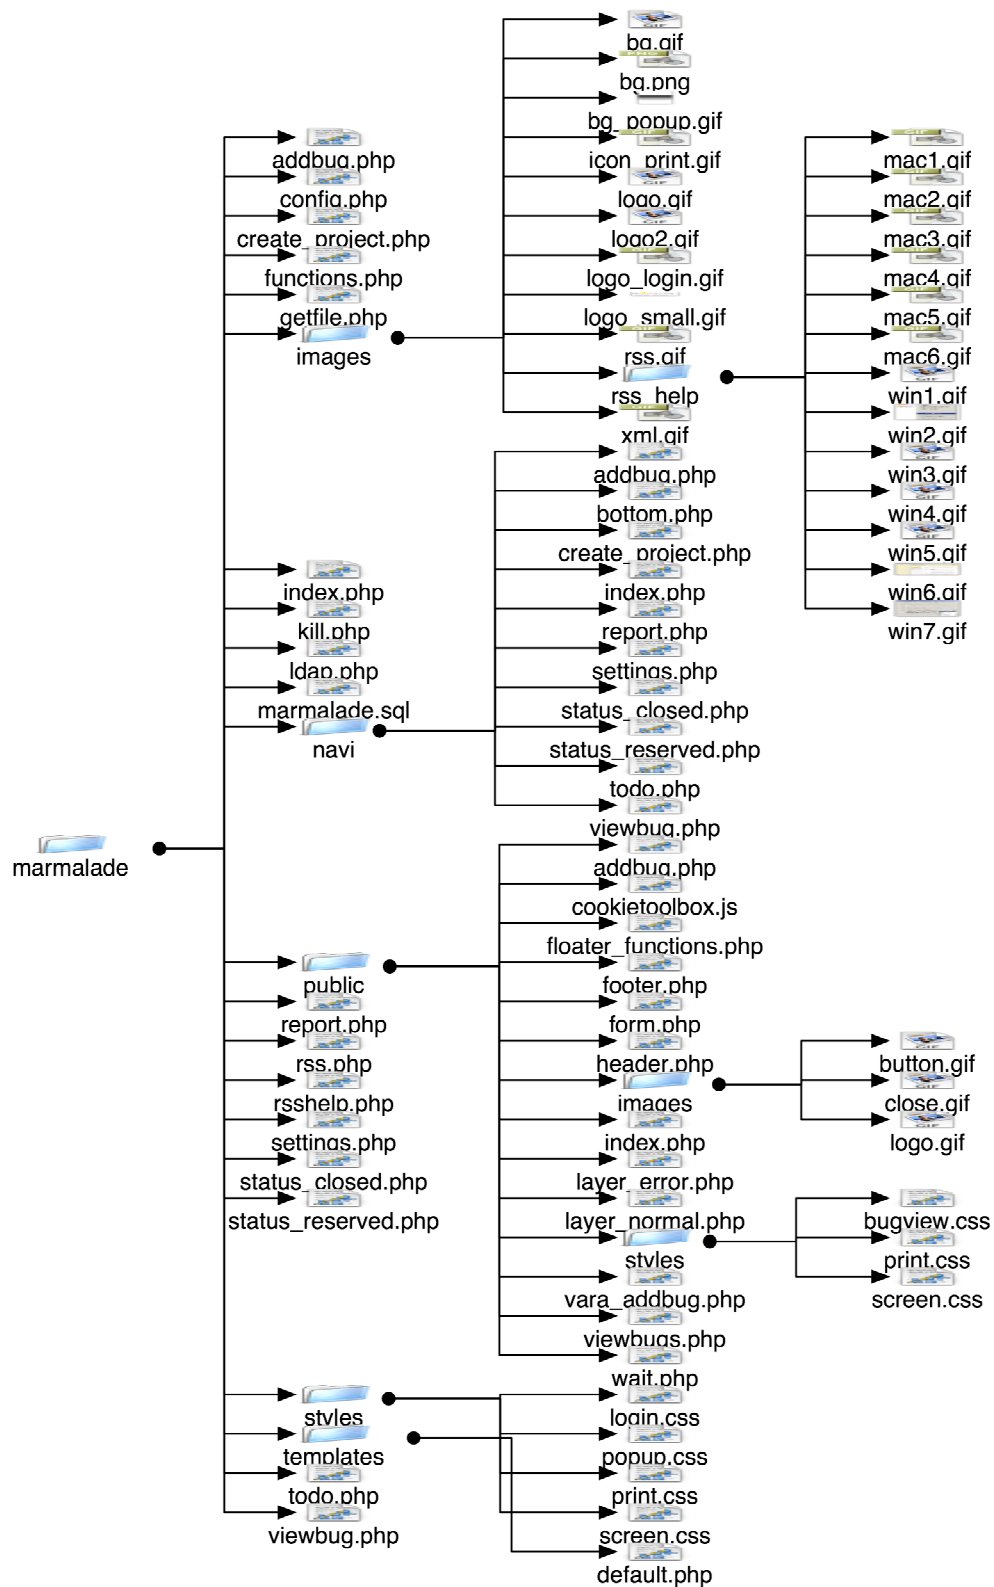 marmalade
addbug.php
config.php
create_project.php
functions.php
getfile.php
images
bg.gif
bg.png
bg_popup.gif
icon_print.gif
logo.gif
logo2.gif
logo_login.gif
logo_small.gif
rss.gif
rss_help
mac1.gif
mac2.gif
mac3.gif
mac4.gif
mac5.gif
mac6.gif
win1.gif
win2.gif
win3.gif
win4.gif
win5.gif
win6.gif
win7.gif
xml.gif
index.php
kill.php
ldap.php
marmalade.sql
navi
addbug.php
bottom.php
create_project.php
index.php
report.php
settings.php
status_closed.php
status_reserved.php
todo.php
viewbug.php
public
addbug.php
cookietoolbox.js
floater_functions.php
footer.php
form.php
header.php
images
button.gif
close.gif
logo.gif
index.php
layer_error.php
layer_normal.php
styles
bugview.css
print.css
screen.css
vara_addbug.php
viewbugs.php
wait.php
report.php
rss.php
rsshelp.php
settings.php
status_closed.php
status_reserved.php
styles
login.css
popup.css
print.css
screen.css
templates
default.php
todo.php
viewbug.php